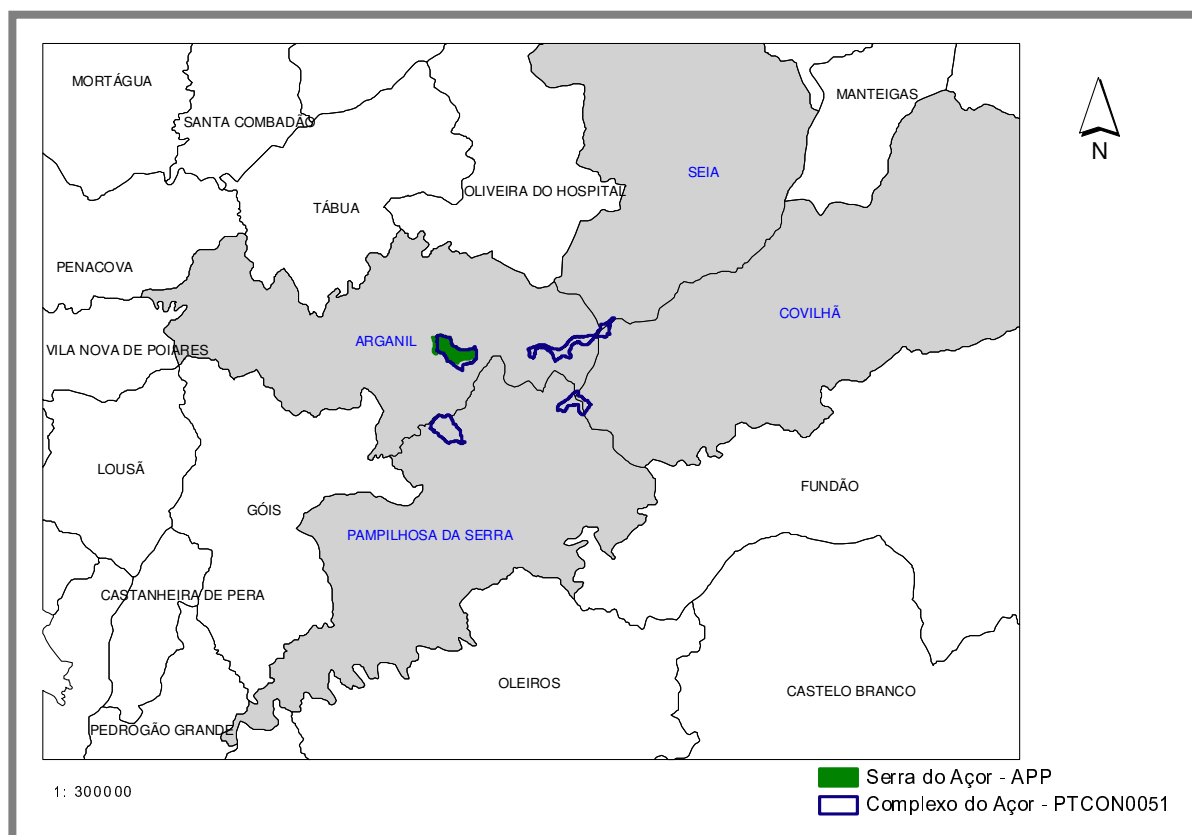 MORTÁGUA
MANTEIGAS
SANTA COMBADÃO
SEIA
OLIVEIRA DO HOSPITAL
TÁBUA
N
PENACOVA
COVILHÃ
ARGANIL
VILA NOVA DE POIARES
LOUSÃ
FUNDÃO
GÓIS
PAMPILHOSA DA SERRA
CASTANHEIRA DE PERA
OLEIROS
CASTELO BRANCO
PEDROGÃO GRANDE
1: 300000
Serra do Açor - APP
Complexo do Açor - PTCON0051